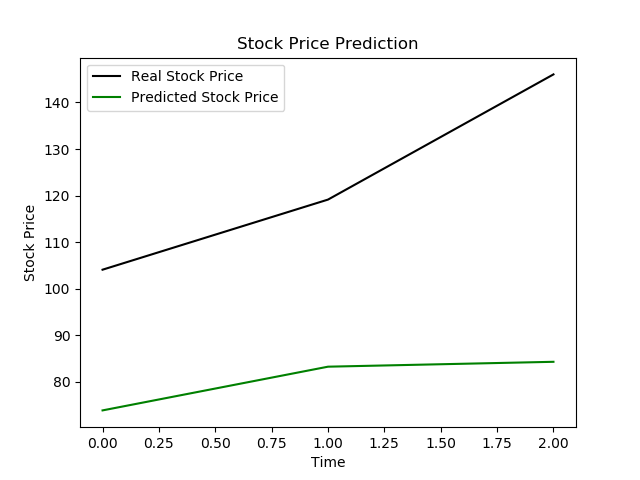 Stock Price Prediction
Real Stock Price
Predicted Stock Price
Stock Price
140
130
120
110
100
90
80
0.00 0.25 0.50 0.75 1.00 1.25 1.50 1.75 2.00
Time